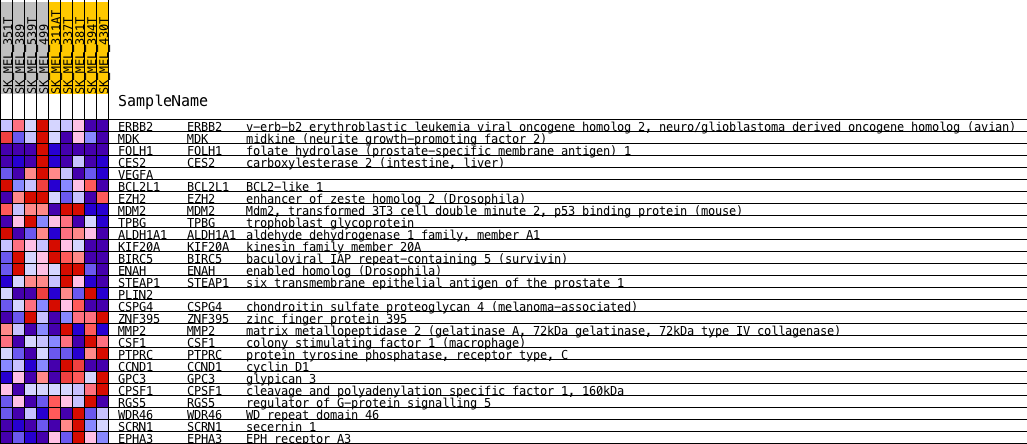 SK_MEL_351T
SK_MEL_389
SK_MEL_539T
SK_MEL_499
SK_MEL_311AT
SK_MEL_337T
SK_MEL_381T
SK_MEL_394T
SK_MEL_430T
SampleName
ERBB2 ERBB2 v-erb-b2 erythroblastic leukemia viral oncogene homolog 2, neuro/glioblastoma derived oncogene homolog (avian)
MDK MDK midkine (neurite growth-promoting factor 2)
FOLH1 FOLH1 folate hydrolase (prostate-specific membrane antigen) 1
CES2 CES2 carboxylesterase 2 (intestine, liver)
VEGFA
BCL2L1 BCL2L1 BCL2-like 1
EZH2 EZH2 enhancer of zeste homolog 2 (Drosophila)
MDM2 MDM2 Mdm2, transformed 3T3 cell double minute 2, p53 binding protein (mouse)
TPBG TPBG trophoblast glycoprotein
ALDH1A1 ALDH1A1 aldehyde dehydrogenase 1 family, member A1
KIF20A KIF20A kinesin family member 20A
BIRC5 BIRC5 baculoviral IAP repeat-containing 5 (survivin)
ENAH ENAH enabled homolog (Drosophila)
STEAP1 STEAP1 six transmembrane epithelial antigen of the prostate 1
PLIN2
CSPG4 CSPG4 chondroitin sulfate proteoglycan 4 (melanoma-associated)
ZNF395 ZNF395 zinc finger protein 395
MMP2 MMP2 matrix metallopeptidase 2 (gelatinase A, 72kDa gelatinase, 72kDa type IV collagenase)
CSF1 CSF1 colony stimulating factor 1 (macrophage)
PTPRC PTPRC protein tyrosine phosphatase, receptor type, C
CCND1 CCND1 cyclin D1
GPC3 GPC3 glypican 3
CPSF1 CPSF1 cleavage and polyadenylation specific factor 1, 160kDa
RGS5 RGS5 regulator of G-protein signalling 5
WDR46 WDR46 WD repeat domain 46
SCRN1 SCRN1 secernin 1
EPHA3 EPHA3 EPH receptor A3